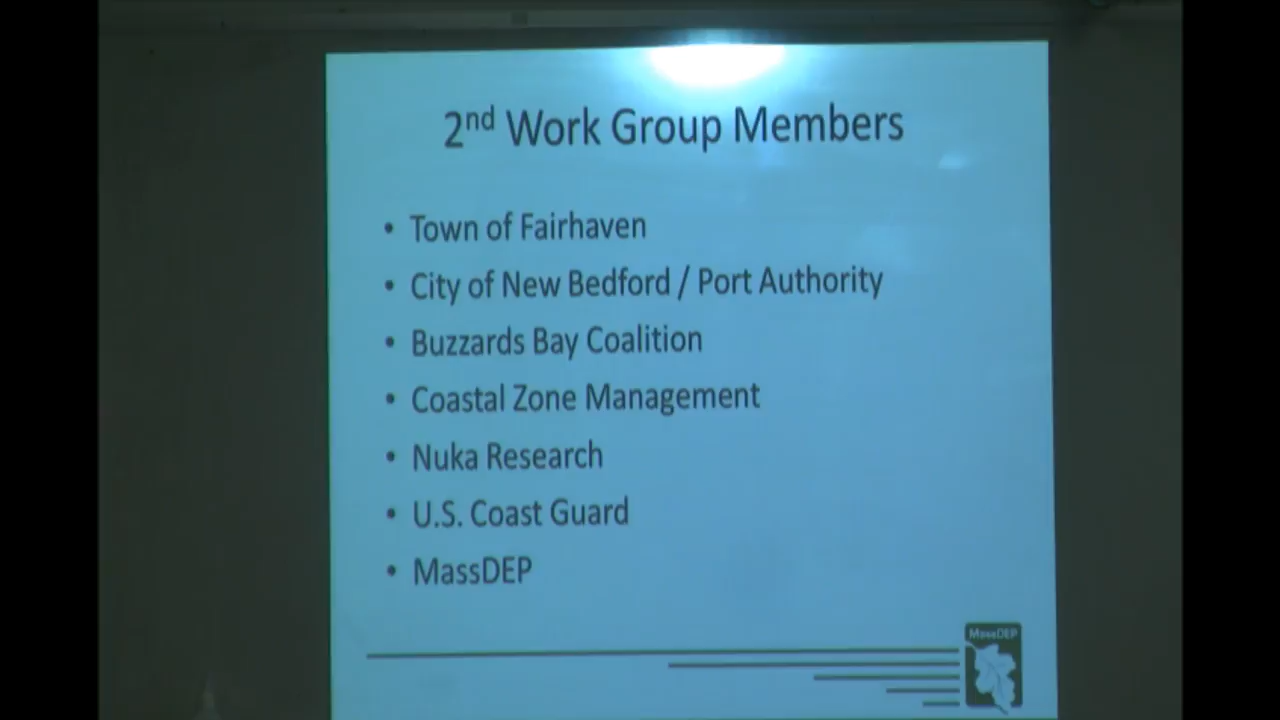 2nd Work Group Members
• Town of Fairhaven
• City of New Bedford / Port Authority
• Buzzards Bay Coalition
• Coastal Zone Management
• Nuka Research
• U.S. Coast Guard
• MassDEP
MassDEP